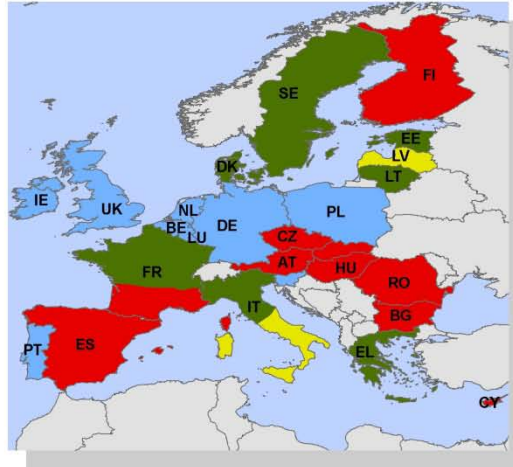 FI
SE
EE
LV
DK
LT
IE
UK
NL
PL
BE
DE
LU
CZ
FR
AT
HU
RO
IT
BG
PT
ES
EL
CY